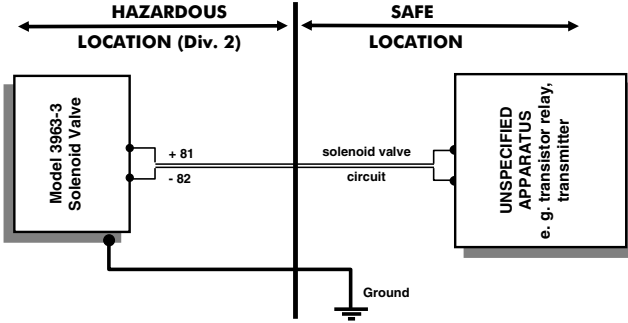 HAZARDOUS
LOCATION (Div. 2)
SAFE
LOCATION
Model 3963-3
Solenoid Valve
+ 81
- 82
solenoid valve
circuit
UNSPECIFIED
APPARATUS
e. g. transistor relay,
transmitter
Ground